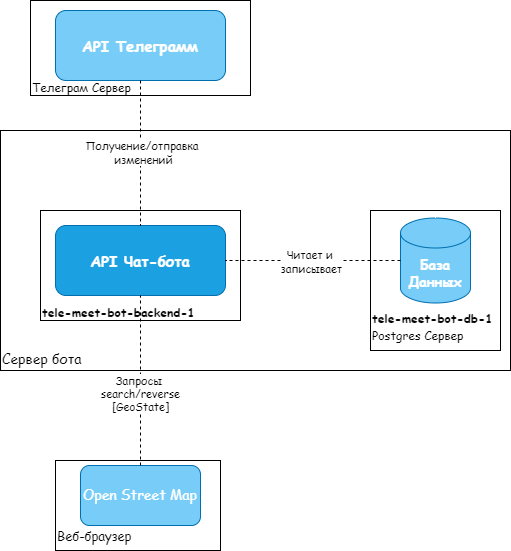 API Телеграмм
Телеграм Сервер
Получение/отправка
изменений
API Чат-бота
Читает и
записывает
База
Данных
tele-meet-bot-backend-1
tele-meet-bot-db-1
Postgres Сервер
Сервер бота
Запросы
search/reverse
[GeoState]
Open Street Map
Веб-браузер